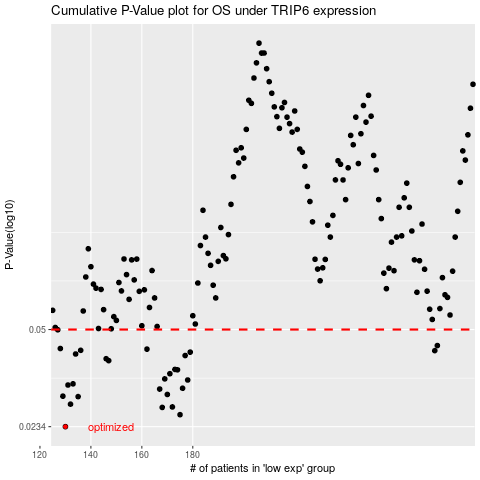 Cumulative P-Value plot for OS under TRIP6 expression
P-Value(log10)
0.05
0.0234
optimized
120 140 160 180
# of patients in 'low exp' group